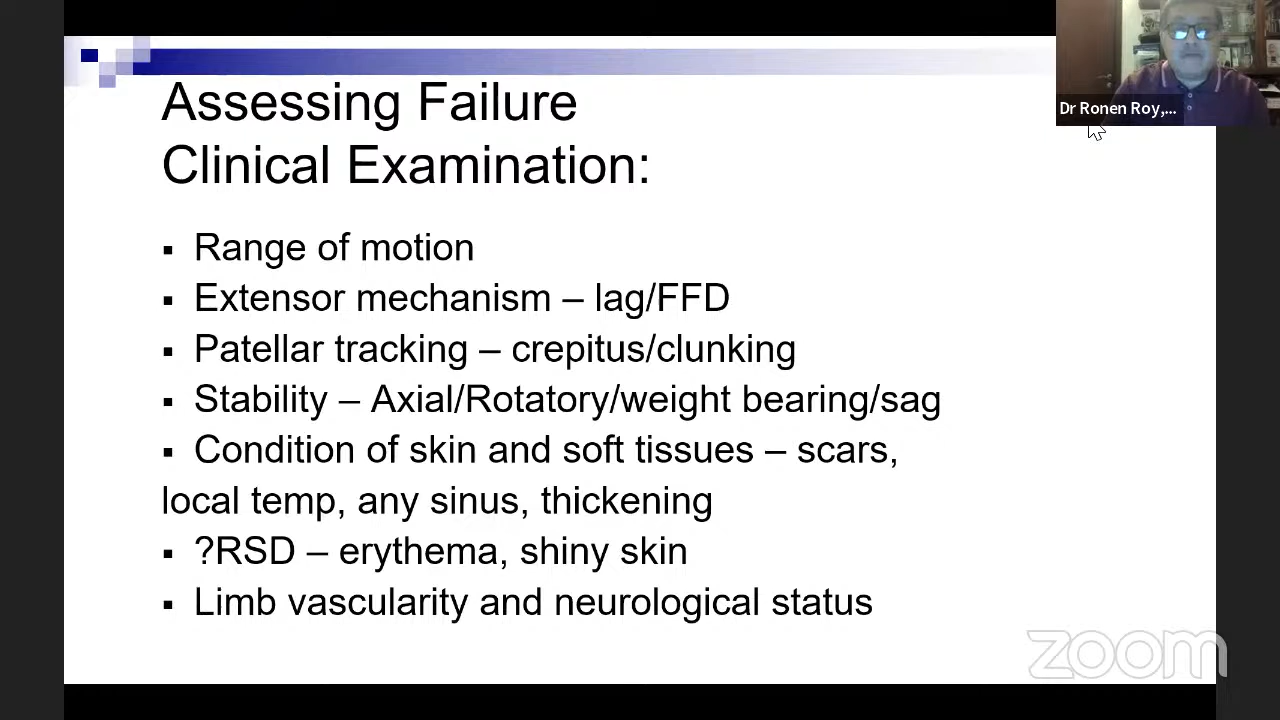 Assessing Failure
Clinical Examination:
▪ Range of motion
▪ Extensor mechanism – lag/FFD
▪ Patellar tracking – crepitus/clunking
▪ Stability – Axial/Rotatory/weight bearing/sag
▪ Condition of skin and soft tissues – scars,
local temp, any sinus, thickening
▪ ?RSD – erythema, shiny skin
▪ Limb vascularity and neurological status
Dr Ronen Roy,...
zoom